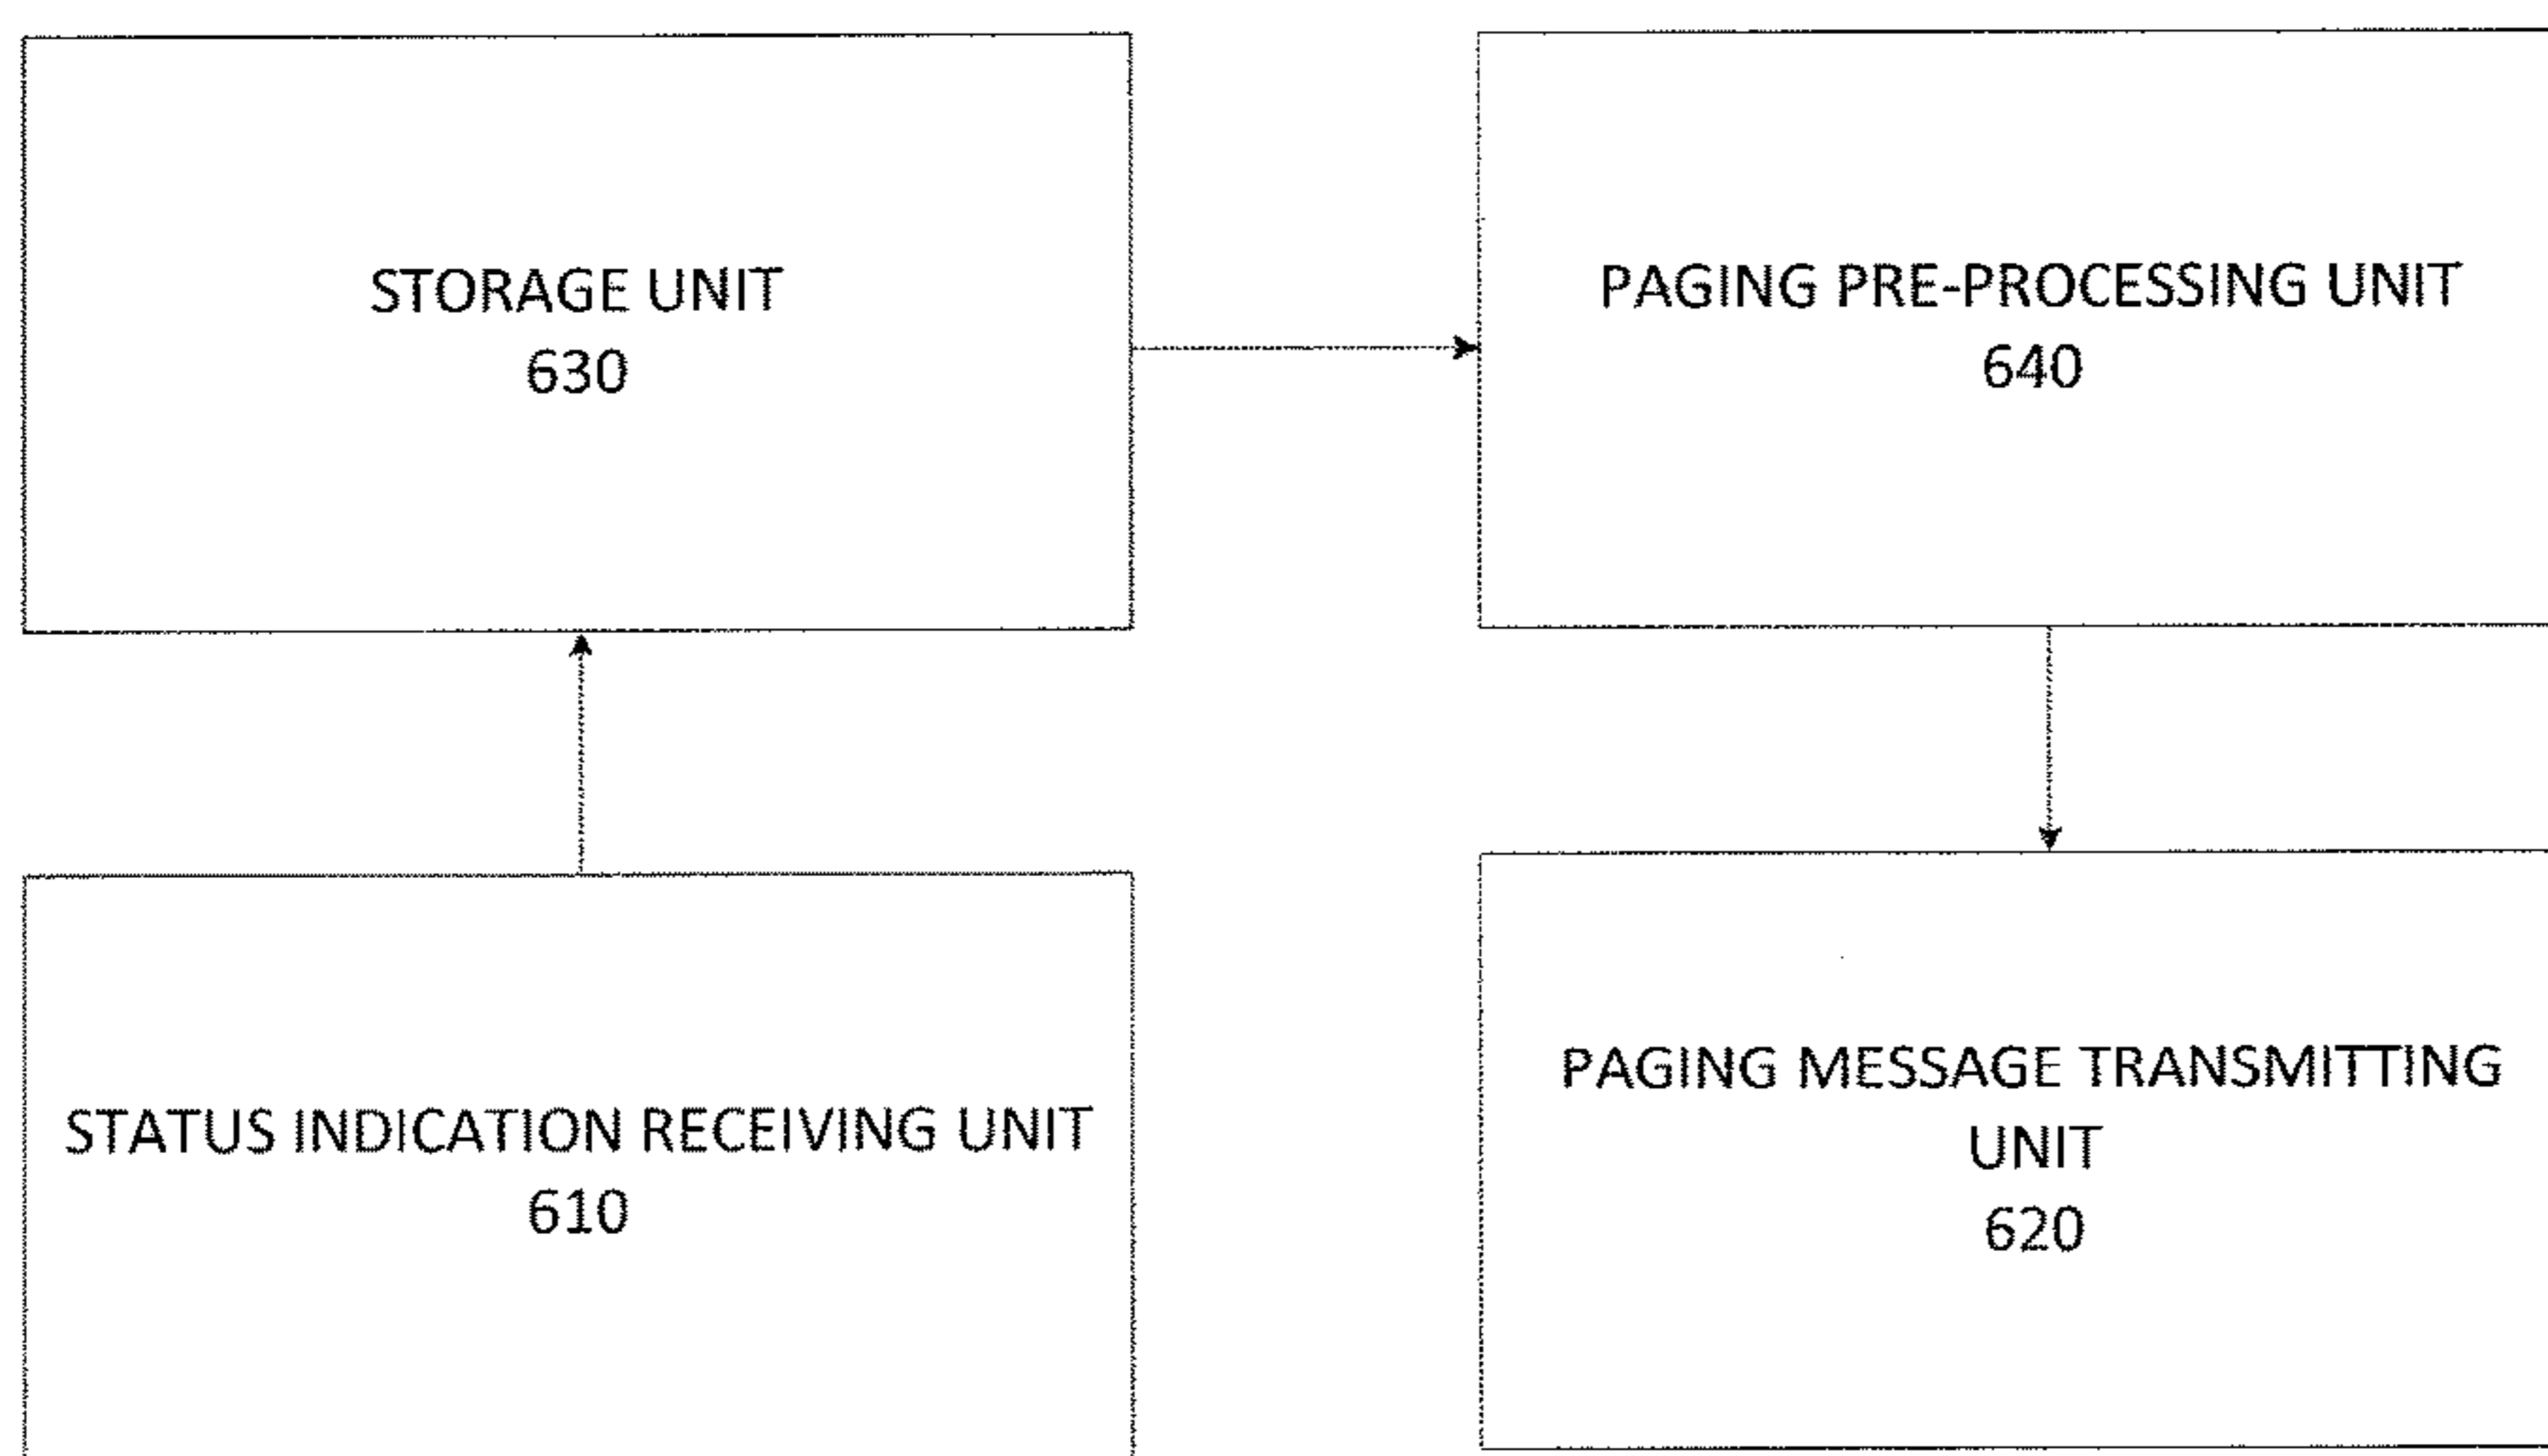 STORAGE UNIT
630
PAGING PRE-PROCESSING UNIT
640
STATUS INDICATION RECEIVING UNIT
610
PAGING MESSAGE TRANSMITTING
UNIT
620